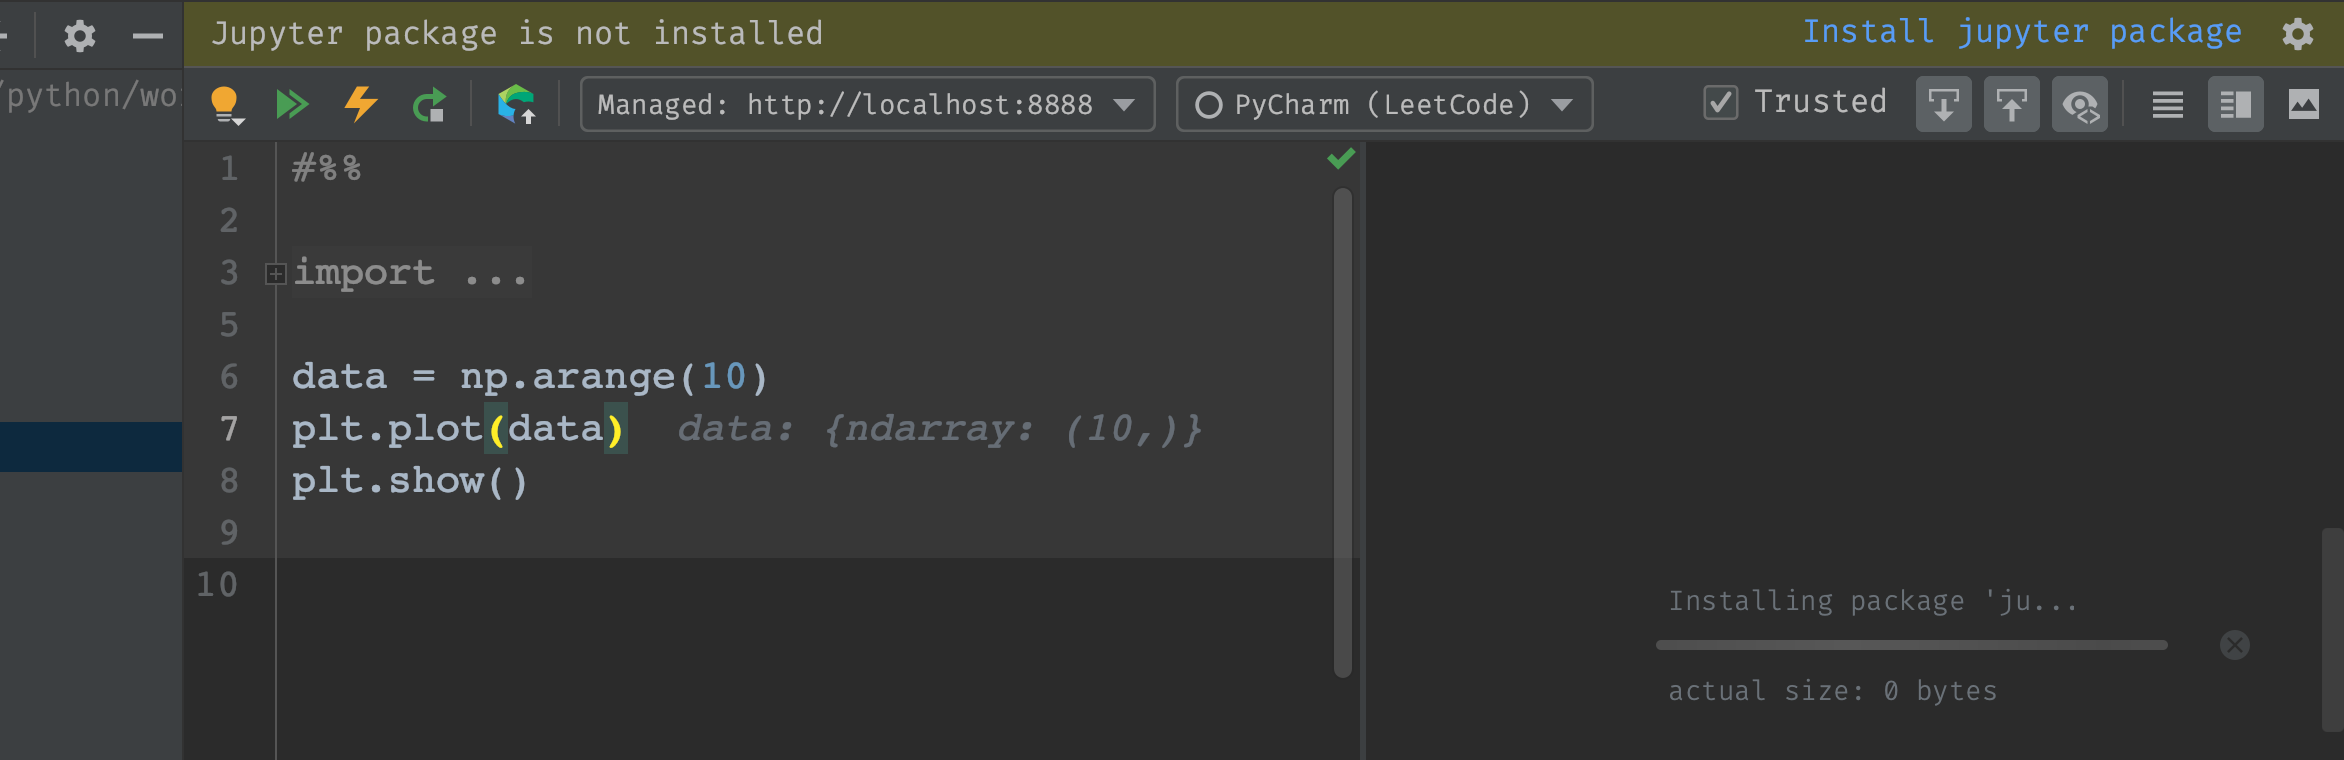 Jupyter package is not installed
Install jupyter package
/python/wo
Managed: http://localhost:8888
PyCharm (LeetCode)
Trusted
1 #%%
2
3 import ...
5
6 data = np.arange(10)
7 plt.plot(data) data: {ndarray: (10,)}
8 plt.show()
9
10
Installing package 'ju...
actual size: 0 bytes